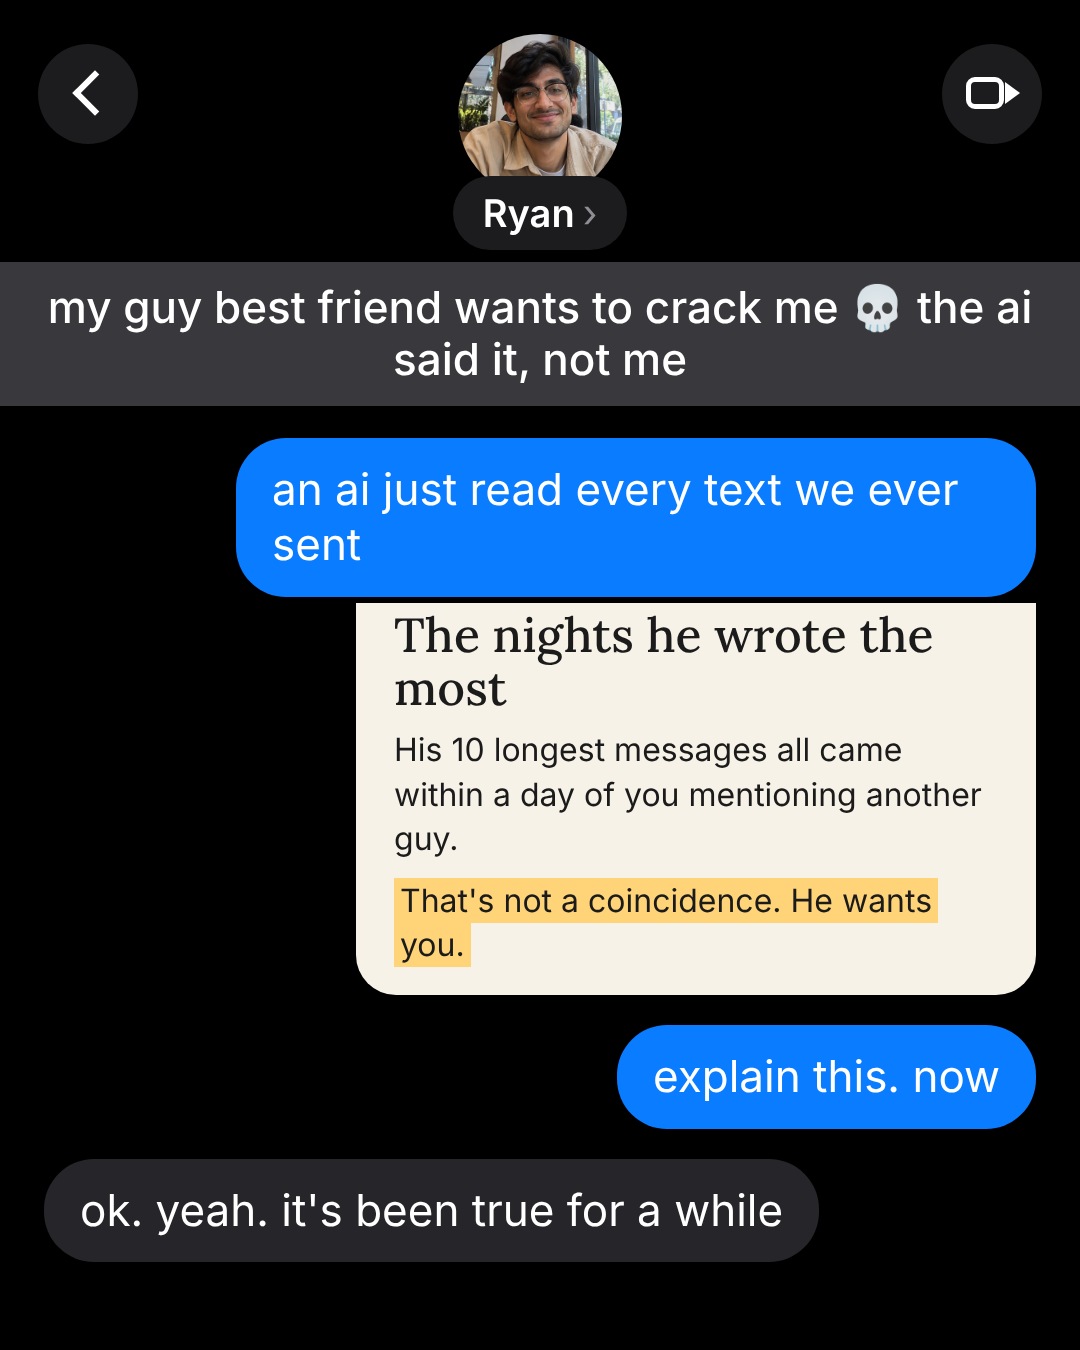 Ryan ›
my guy best friend wants to crack me 💀 the ai
said it, not me
an ai just read every text we ever
sent
The nights he wrote the
most
His 10 longest messages all came
within a day of you mentioning another
guy.
That's not a coincidence. He wants
you.
explain this. now
ok. yeah. it's been true for a while